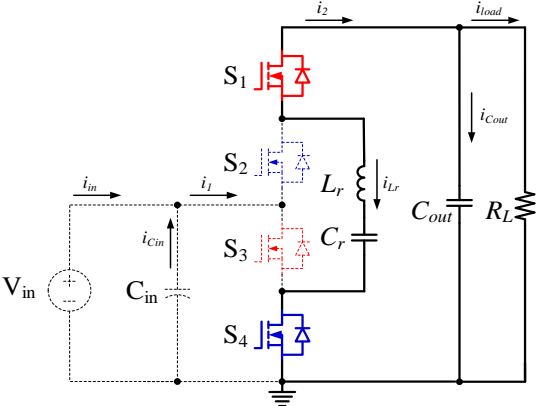 i2
iload
S1
iCout
S2
Lr
iLr
iin
i1
Cout
RL
iCin
Cr
S3
Vin
Cin
S4